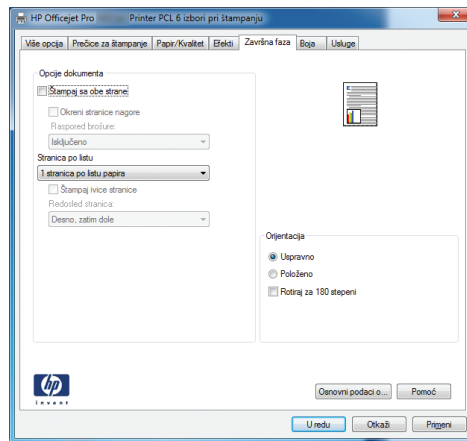 HP Officejet Pro Printer PCL 6 izbori pri štampanju
Više opcija Prečice za štampanje Papir/Kvalitet Efekti Završna faza Boja Usluge
Opcije dokumenta
Štampaj sa obe strane
Okreni stranice nagore
Raspored brošure:
Isključeno
Stranica po listu
1 stranica po listu papira
Štampaj ivice stranice
Redosled stranica:
Desno, zatim dole
Orijentacija
Uspravno
Položeno
Rotiraj za 180 stepeni
hp
invent
Osnovni podaci o... Pomoć
U redu Otkaži Primeni